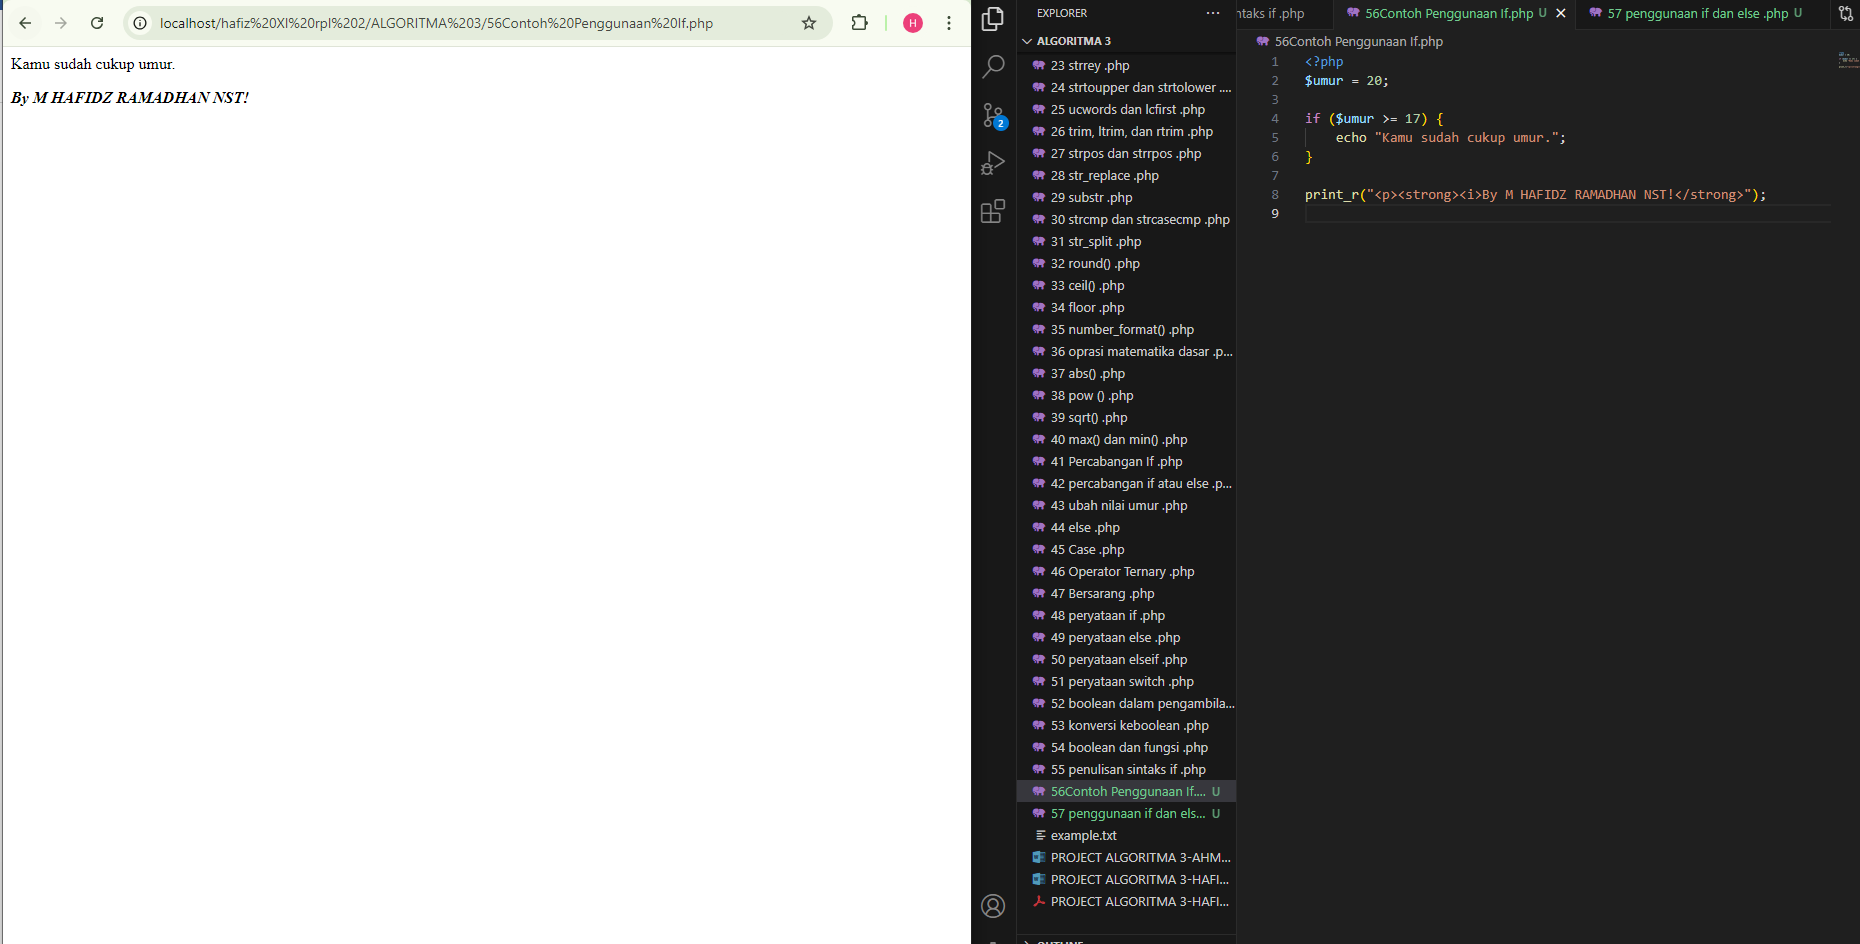 localhost/hafiz%20XI%20rpl%202/ALGORITMA%203/56Contoh%20Penggunaan%20If.php
H
Kamu sudah cukup umur.
By M HAFIDZ RAMADHAN NST!
2
EXPLORER
ALGORITMA 3
23 strrey .php
24 strtoupper dan strtolower ....
25 ucwords dan lcfirst .php
26 trim, ltrim, dan rtrim .php
27 strpos dan strrpos .php
28 str_replace .php
29 substr .php
30 strcmp dan strcasecmp .php
31 str_split .php
32 round() .php
33 ceil() .php
34 floor .php
35 number_format() .php
36 oprasi matematika dasar .p...
37 abs() .php
38 pow () .php
39 sqrt() .php
40 max() dan min() .php
41 Percabangan If .php
42 percabangan if atau else .p...
43 ubah nilai umur .php
44 else .php
45 Case .php
46 Operator Ternary .php
47 Bersarang .php
48 peryataan if .php
49 peryataan else .php
50 peryataan elseif .php
51 peryataan switch .php
52 boolean dalam pengambila...
53 konversi keboolean .php
54 boolean dan fungsi .php
55 penulisan sintaks if .php
56Contoh Penggunaan If.... U
57 penggunaan if dan els... U
example.txt
PROJECT ALGORITMA 3-AHM...
PROJECT ALGORITMA 3-HAFI...
PROJECT ALGORITMA 3-HAFI...
OUTLINE
ntaks if .php
56Contoh Penggunaan If.php U
57 penggunaan if dan else .php U
56Contoh Penggunaan If.php
1 <?php
2 $umur = 20;
3
4 if ($umur >= 17) {
5 echo "Kamu sudah cukup umur.";
6 }
7
8 print_r("<p><strong><i>By M HAFIDZ RAMADHAN NST!</strong>");
9